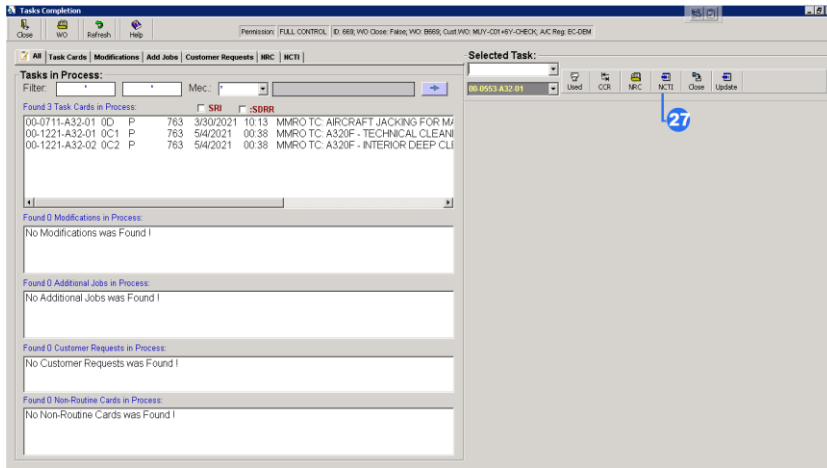 Tasks Completion
Close WO Refresh Help
Permission: FULL CONTROL ID: 669; WO Close: False; WO: B669; Cust.WO: MUY-C01+6Y-CHECK; A/C Reg: EC-DEM
All Task Cards Modifications Add Jobs Customer Requests NRC NCTI
Selected Task:
Tasks in Process:
Filter: * * Mec.: *
00-0553-A32-01 Used CCR NRC NCTI Close Update
Found 3 Task Cards in Process: SRI :SDRR
27
00-0711-A32-01 0D P 763 3/30/2021 10:13 MMRO TC: AIRCRAFT JACKING FOR MA
00-1221-A32-01 0C1 P 763 5/4/2021 00:38 MMRO TC: A320F - TECHNICAL CLEANI
00-1221-A32-02 0C2 P 763 5/4/2021 00:38 MMRO TC: A320F - INTERIOR DEEP CLE
Found 0 Modifications in Process:
No Modifications was Found !
Found 0 Additional Jobs in Process:
No Additional Jobs was Found !
Found 0 Customer Requests in Process:
No Customer Requests was Found !
Found 0 Non-Routine Cards in Process:
No Non-Routine Cards was Found !